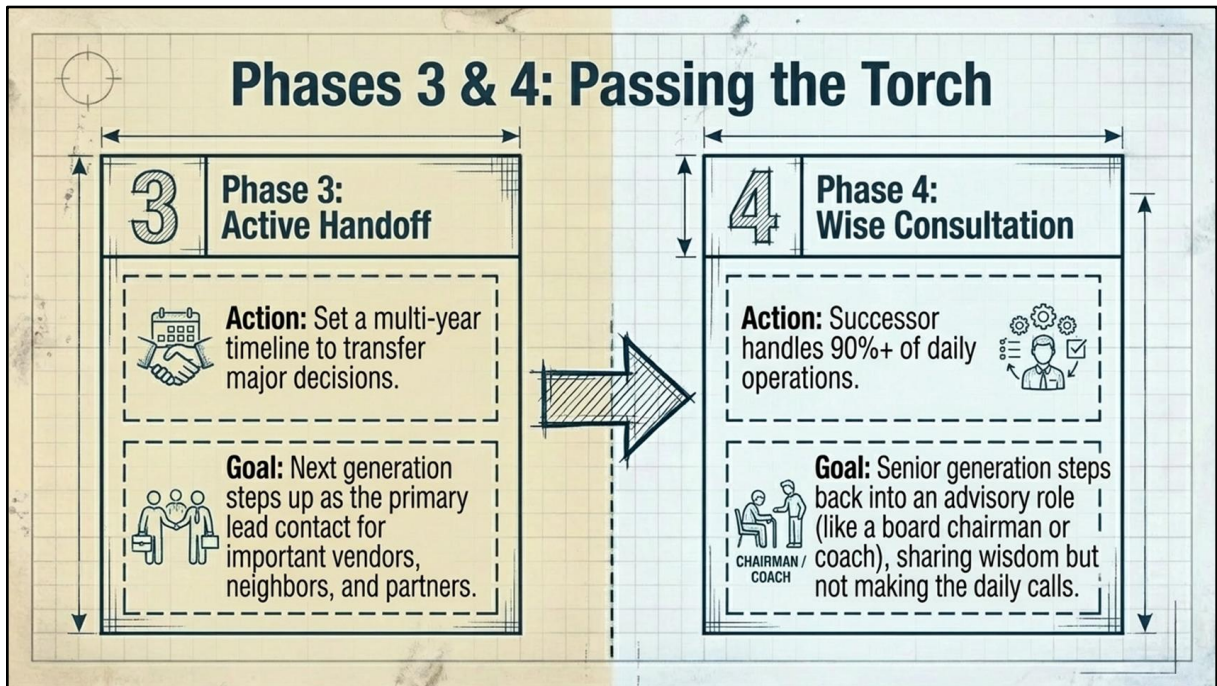 Phases 3 & 4: Passing the Torch
3
Phase 3:
Active Handoff
Action: Set a multi-year
timeline to transfer
major decisions.
Goal: Next generation
steps up as the primary
lead contact for
important vendors,
neighbors, and partners.
4
Phase 4:
Wise Consultation
Action: Successor
handles 90%+ of daily
operations.
Goal: Senior generation steps
back into an advisory role
(like a board chairman or
coach), sharing wisdom but
not making the daily calls.
CHAIRMAN /
COACH